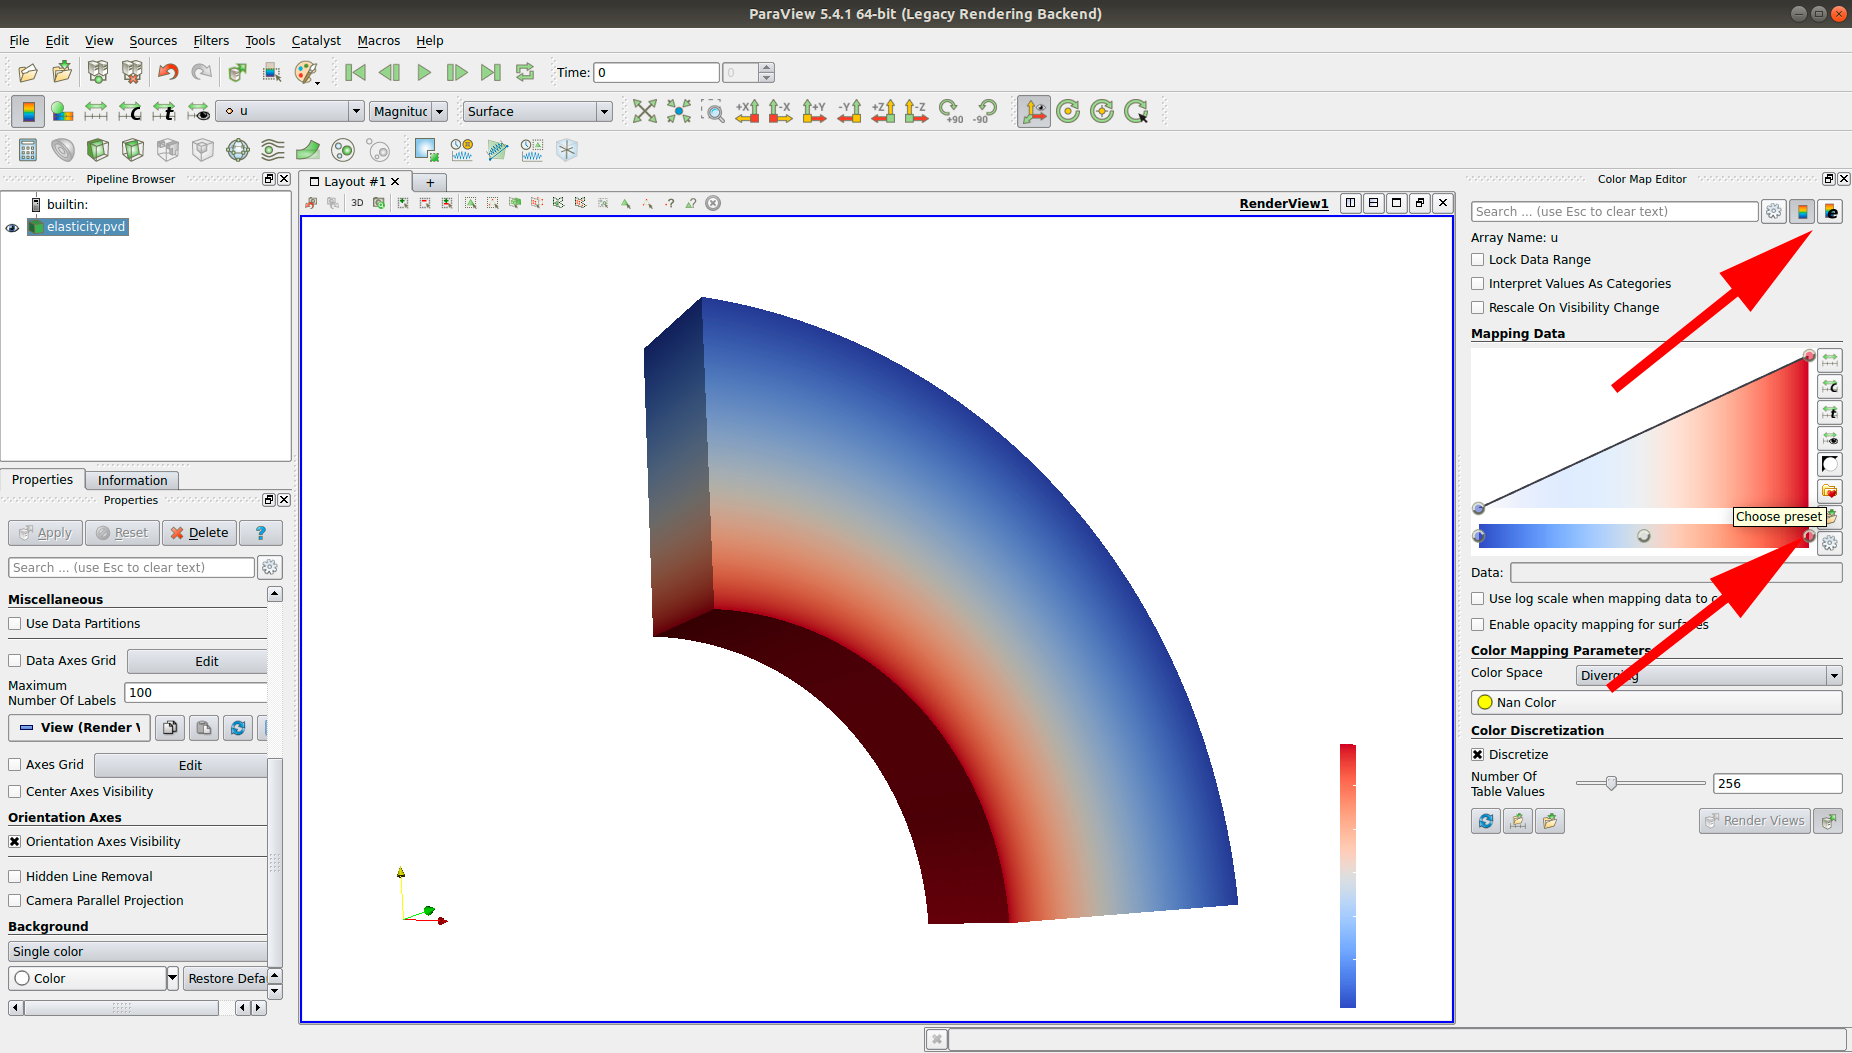 ParaView 5.4.1 64-bit (Legacy Rendering Backend)
File Edit View Sources Filters Tools Catalyst Macros Help
Time: 0 0
u Magnituc Surface +X -X +Y -Y +Z -Z +90 -90
Pipeline Browser
builtin:
elasticity.pvd
Properties Information
Properties
Apply Reset Delete ?
Search ... (use Esc to clear text)
Miscellaneous
Use Data Partitions
Data Axes Grid Edit
Maximum
Number Of Labels 100
View (Render V
Axes Grid Edit
Center Axes Visibility
Orientation Axes
Orientation Axes Visibility
Hidden Line Removal
Camera Parallel Projection
Background
Single color
Color Restore Defa
Layout #1 +
3D RenderView1
Color Map Editor
Search ... (use Esc to clear text)
Array Name: u
Lock Data Range
Interpret Values As Categories
Rescale On Visibility Change
Mapping Data
Choose preset
Data:
Use log scale when mapping data to c
Enable opacity mapping for surfaces
Color Mapping Parameters
Color Space Diverging
Nan Color
Color Discretization
Discretize
Number Of
Table Values 256
Render Views